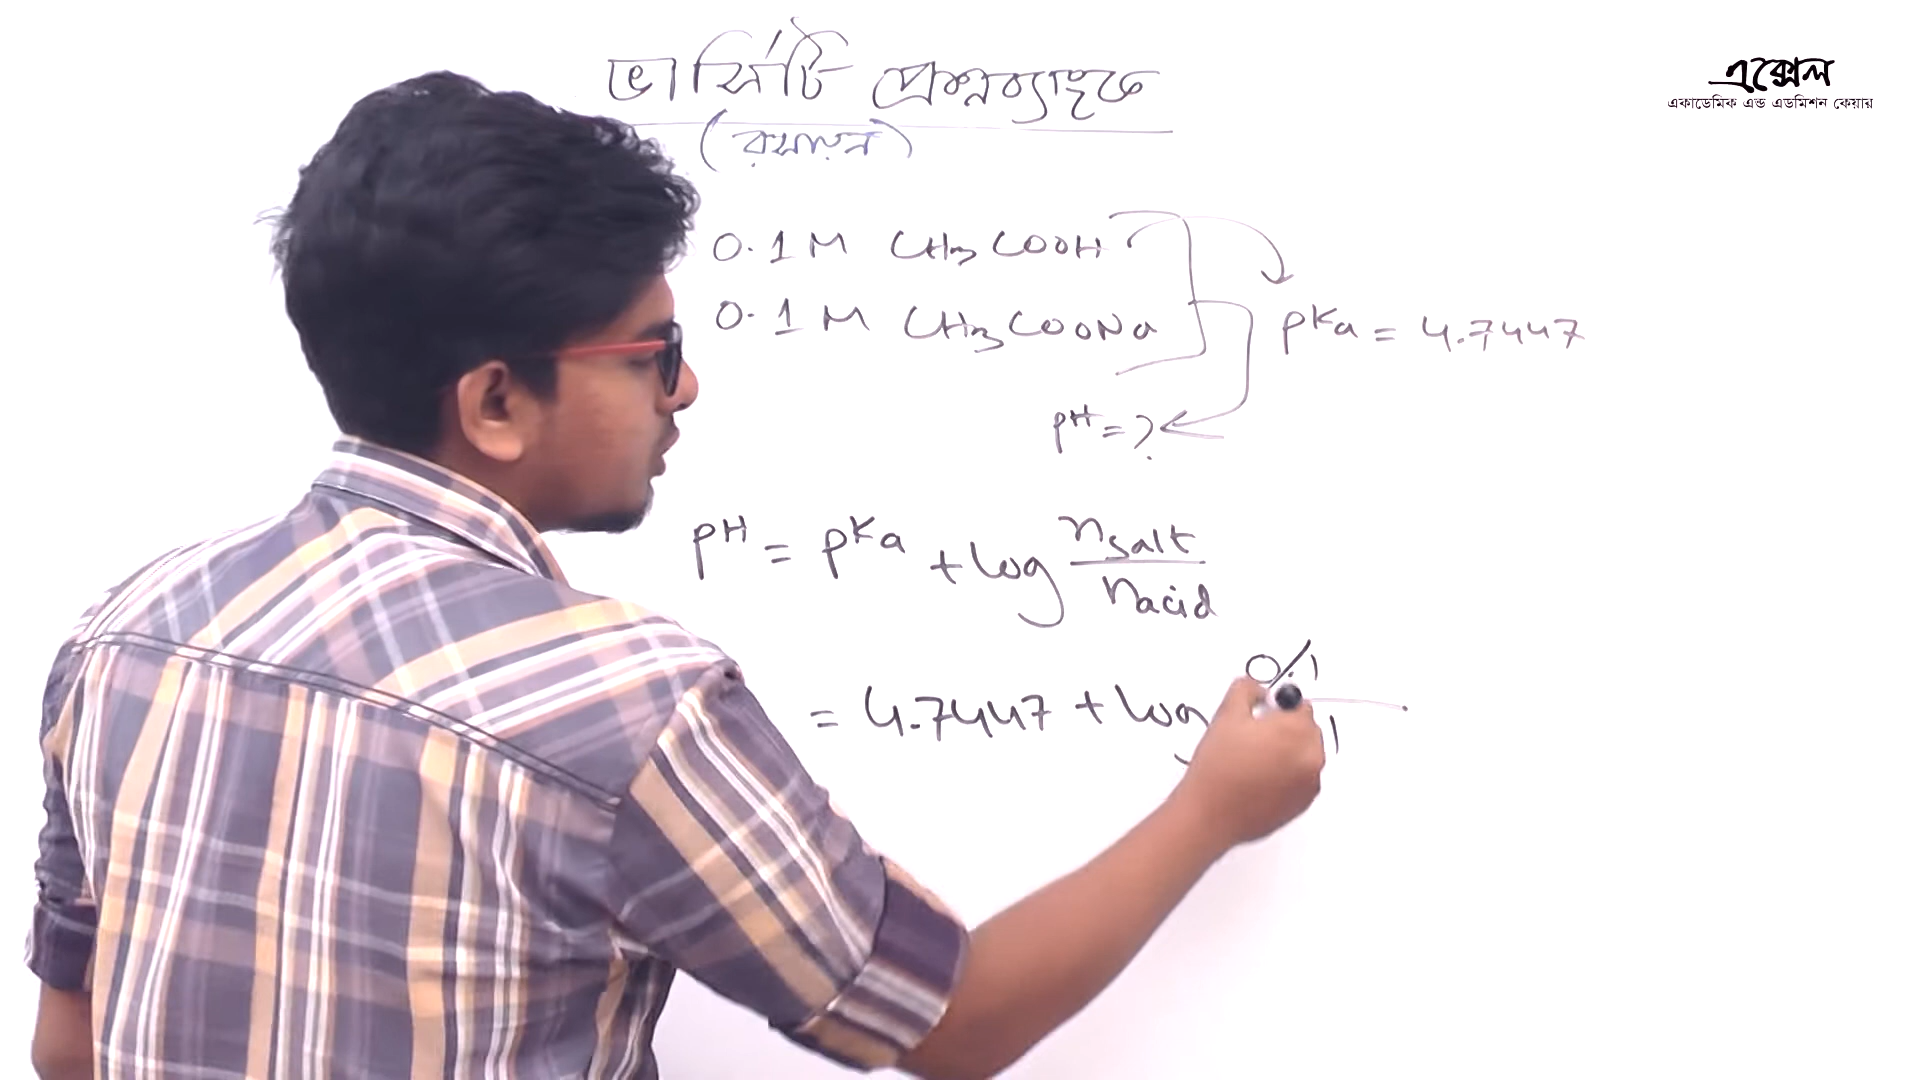 ভার্সিটি প্রশ্নব্যাংকে
(রসায়ন)
এক্সেল
একাডেমিক এন্ড এডমিশন কেয়ার
0.1 M CH3COOH
0.1 M CH3COONa
pKa = 4.7447
pH = ?
pH = pKa + log nsalt/nacid
= 4.7447 + log 0.1
1